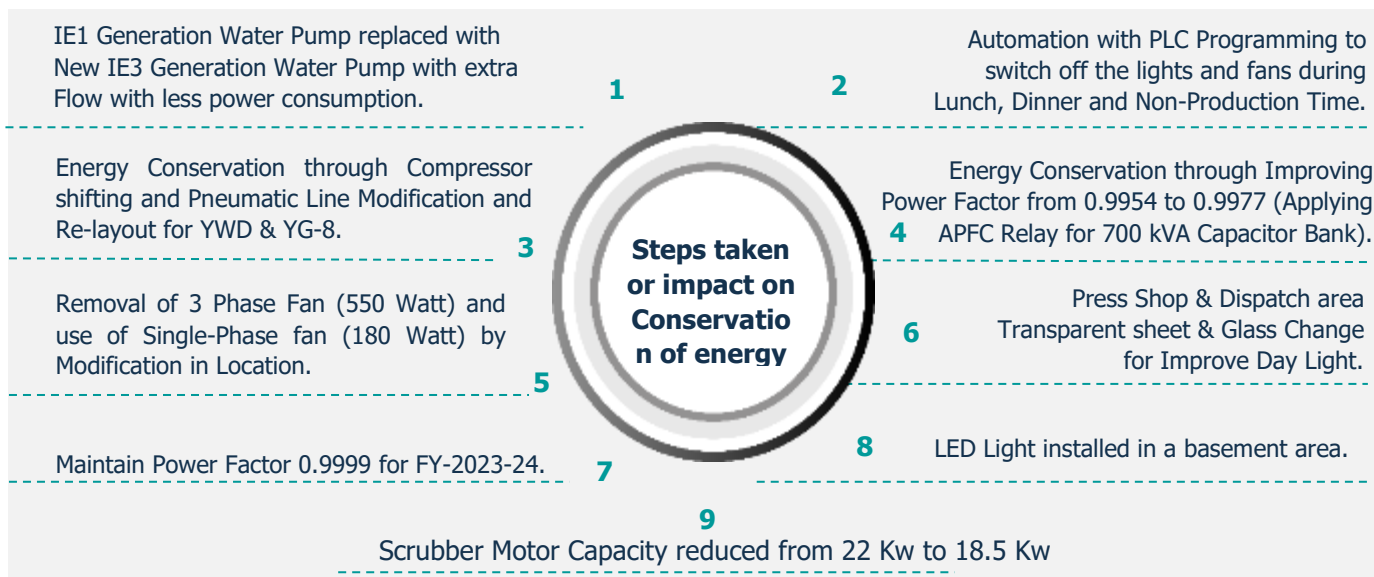 IE1 Generation Water Pump replaced with
New IE3 Generation Water Pump with extra
Flow with less power consumption.
1
2
Automation with PLC Programming to
switch off the lights and fans during
Lunch, Dinner and Non-Production Time.
Energy Conservation through Compressor
shifting and Pneumatic Line Modification and
Re-layout for YWD & YG-8.
3
Energy Conservation through Improving
Power Factor from 0.9954 to 0.9977 (Applying
4 APFC Relay for 700 kVA Capacitor Bank).
Steps taken
or impact on
Conservatio
n of energy
Removal of 3 Phase Fan (550 Watt) and
use of Single-Phase fan (180 Watt) by
Modification in Location.
5
6
Press Shop & Dispatch area
Transparent sheet & Glass Change
for Improve Day Light.
Maintain Power Factor 0.9999 for FY-2023-24.
7
8
LED Light installed in a basement area.
9
Scrubber Motor Capacity reduced from 22 Kw to 18.5 Kw